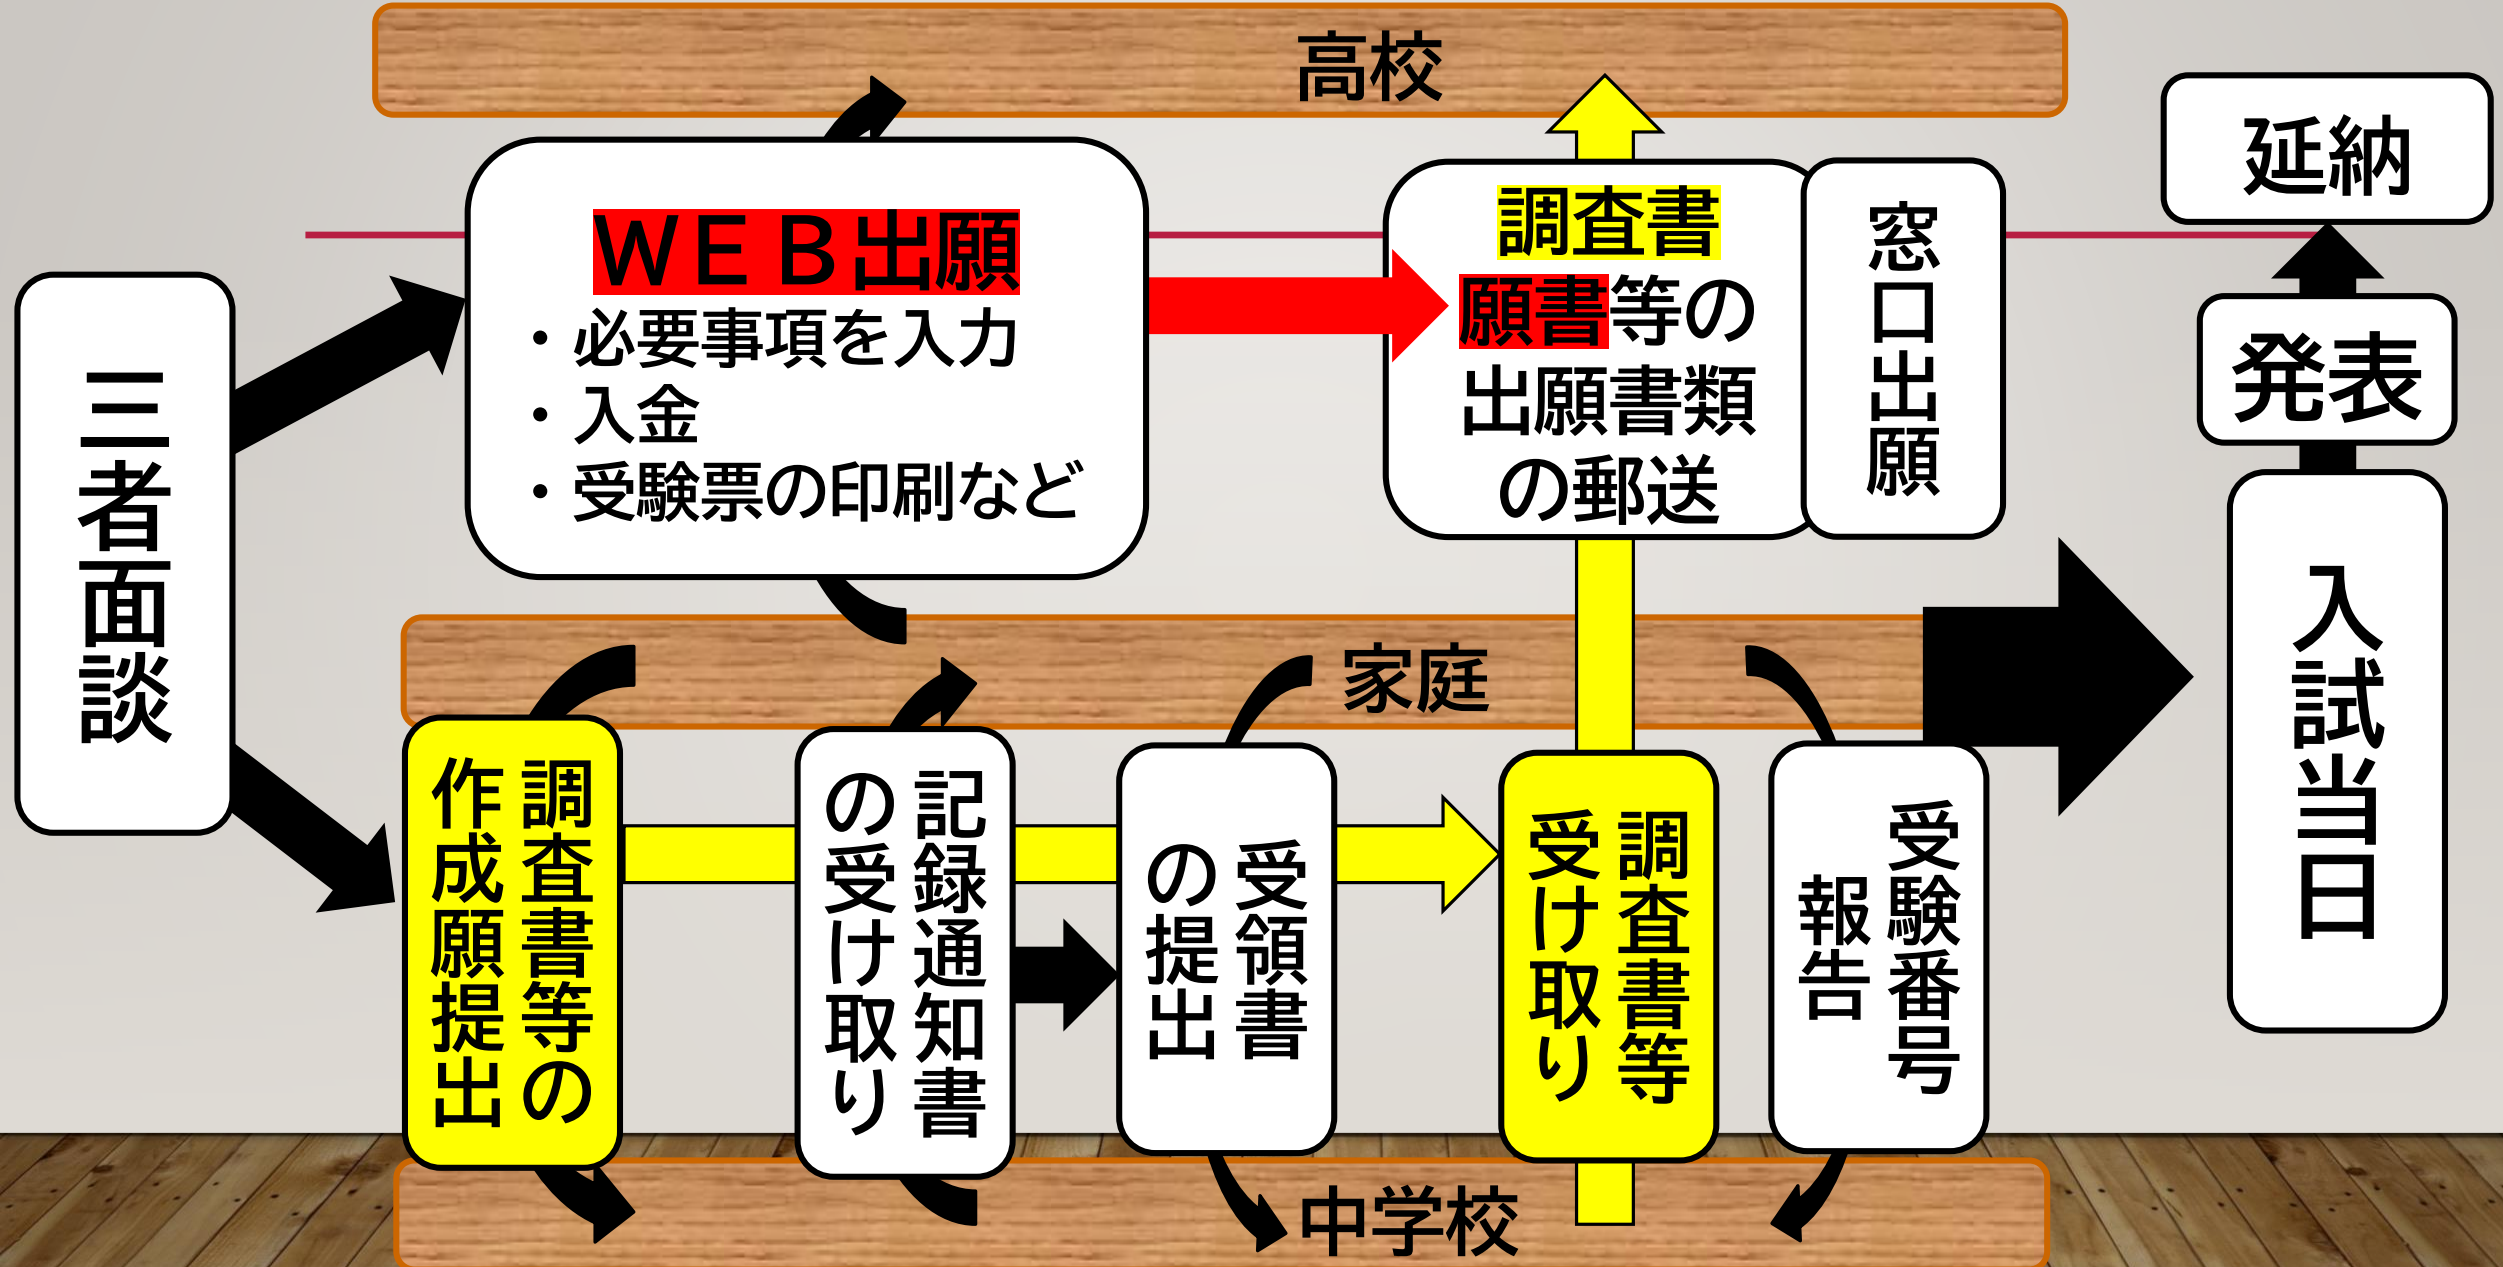 高校
三者面談
ＷＥＢ出願
・必要事項を入力
・入金
・受験票の印刷など
調査書
願書等の
出願書類
の郵送
窓口出願
延納
発表
入試当日
家庭
調査書等の
作成願提出
記録通知書
の受け取り
受領書
の提出
調査書等
受け取り
受験番号
報告
中学校